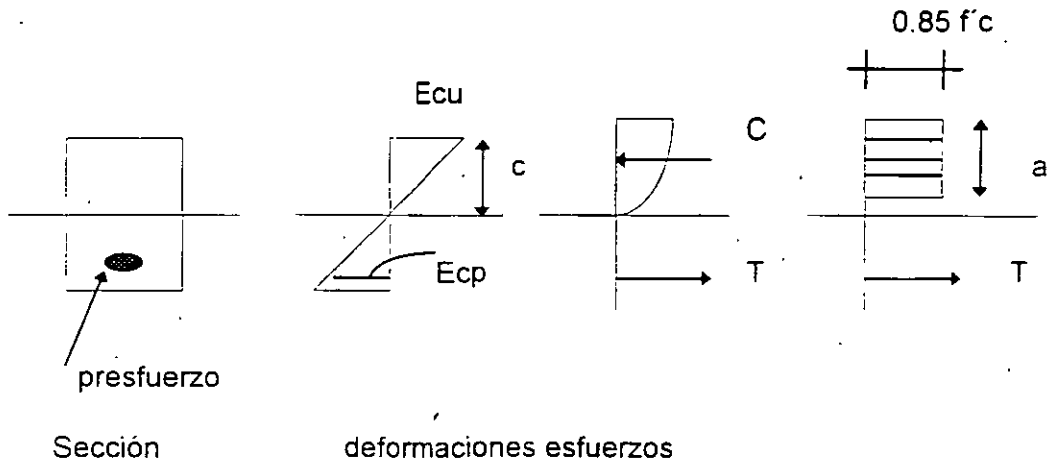 0.85 f´c
Ecu
C
c
a
Ecp
T
T
presfuerzo
Sección
deformaciones esfuerzos